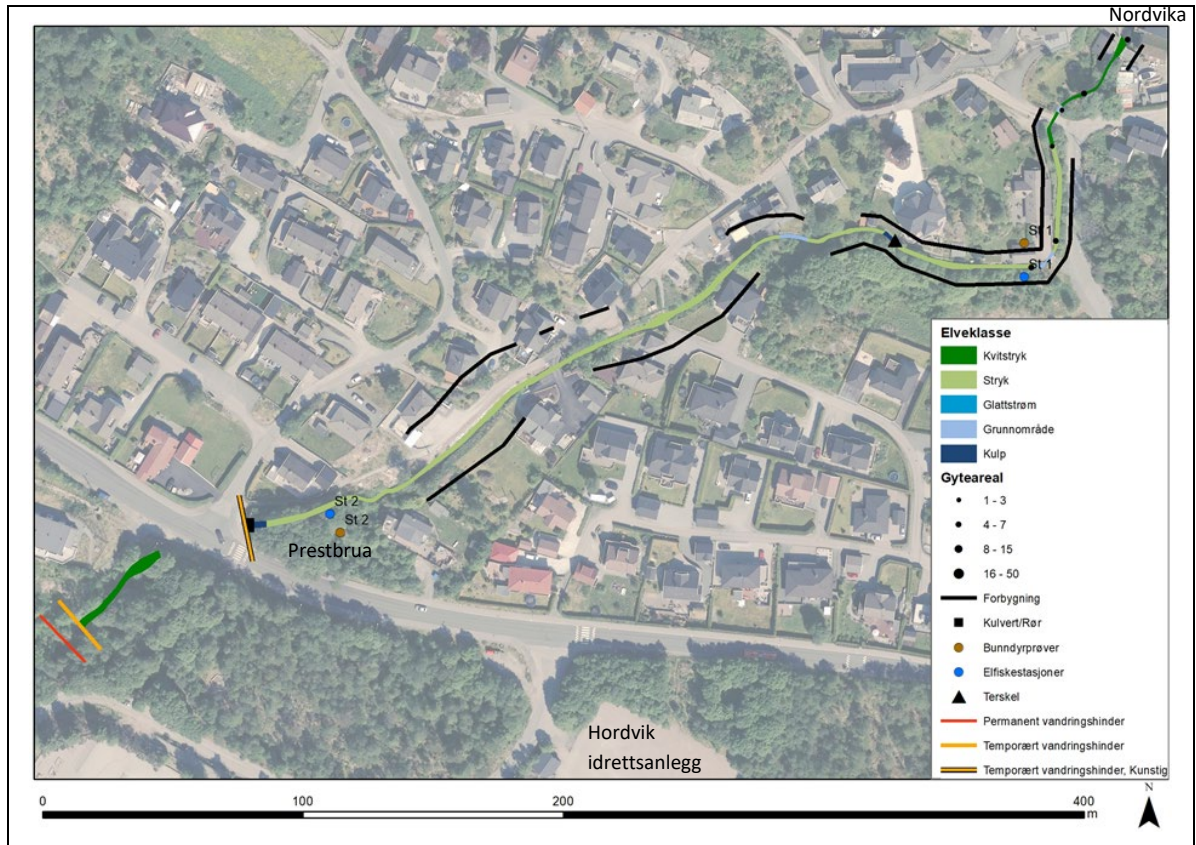 Nordvika
St 1
St 1
St 2
St 2
Prestbrua
Hordvik
idrettsanlegg
Elveklasse
Kvitstryk
Stryk
Glattstrøm
Grunnområde
Kulp
Gyteareal
1 - 3
4 - 7
8 - 15
16 - 50
Forbygning
Kulvert/Rør
Bunndyrprøver
Elfiskestasjoner
Terskel
Permanent vandringshinder
Temporært vandringshinder
Temporært vandringshinder, Kunstig
0 100 200 400
m
N